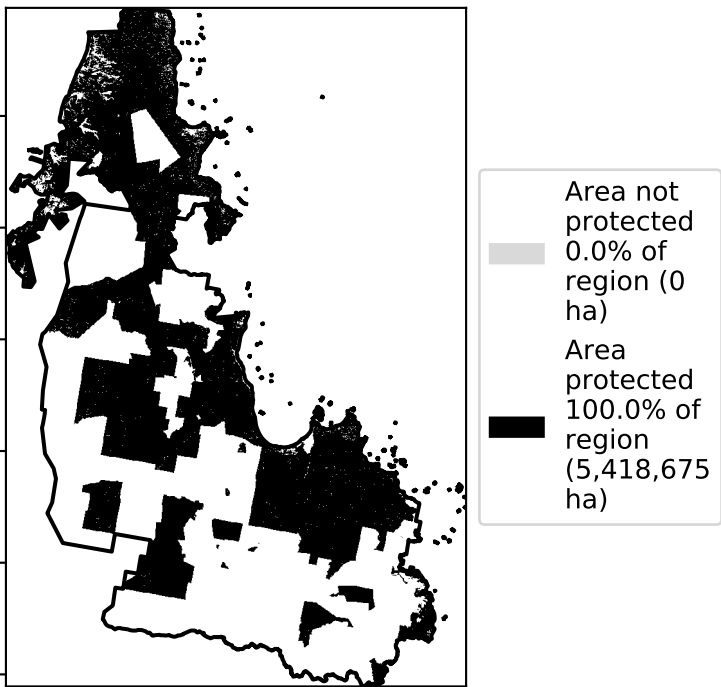 Area not
protected
0.0% of
region (0
ha)
Area
protected
100.0% of
region
(5,418,675
ha)